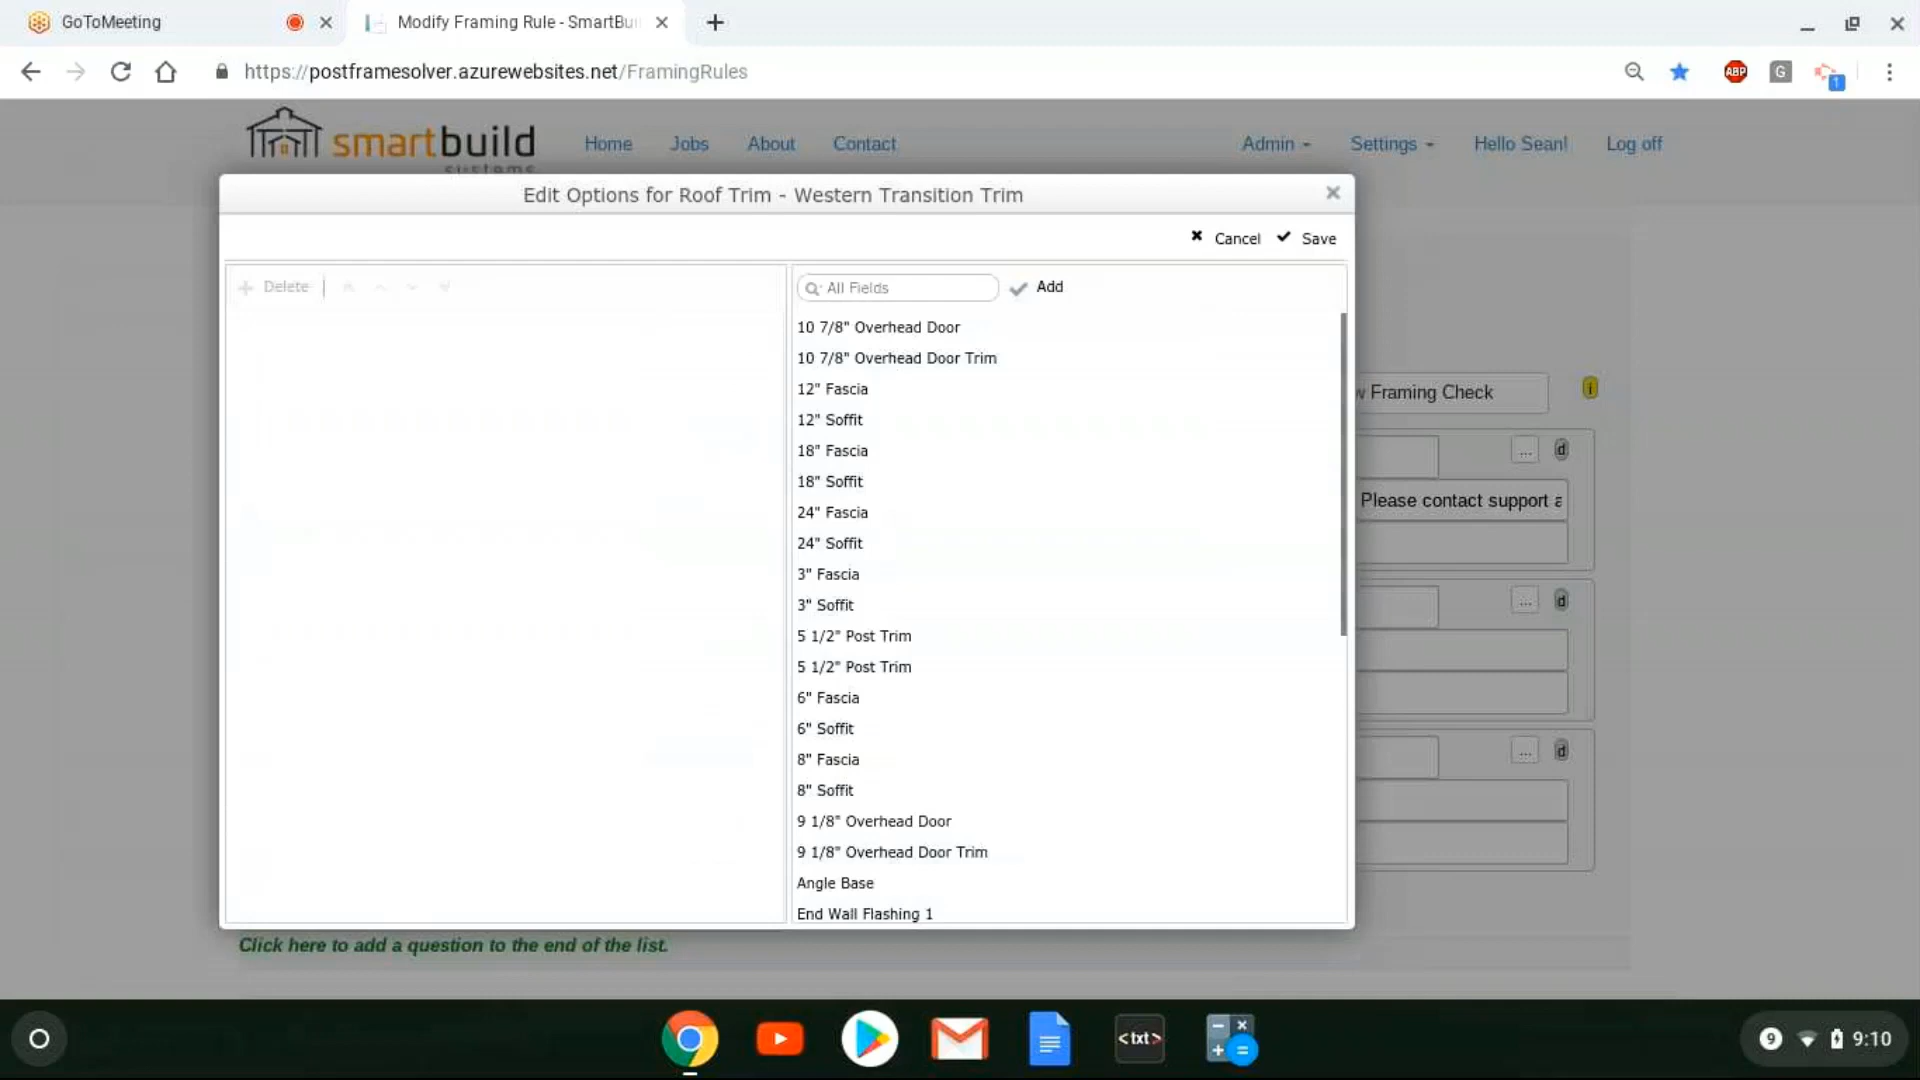 GoToMeeting
Modify Framing Rule - SmartBui
https://postframesolver.azurewebsites.net/FramingRules
ABP
G
1
smartbuild
systems
Home Jobs About Contact
Admin Settings Hello Sean! Log off
Edit Options for Roof Trim - Western Transition Trim
Cancel Save
Delete
All Fields
Add
10 7/8" Overhead Door
10 7/8" Overhead Door Trim
12" Fascia
12" Soffit
18" Fascia
18" Soffit
24" Fascia
24" Soffit
3" Fascia
3" Soffit
5 1/2" Post Trim
5 1/2" Post Trim
6" Fascia
6" Soffit
8" Fascia
8" Soffit
9 1/8" Overhead Door
9 1/8" Overhead Door Trim
Angle Base
End Wall Flashing 1
w Framing Check
i
... d
Please contact support a
... d
... d
Click here to add a question to the end of the list.
<txt>
9
9:10